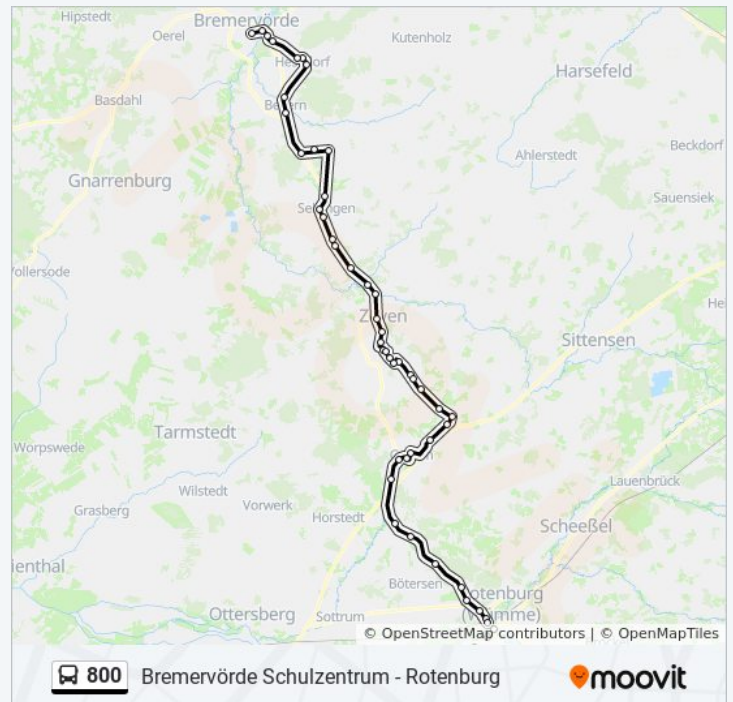 Hipstedt
Bremervörde
Oerel
Kutenholz
Harsefeld
Basdahl
Beckdorf
Ahlerstedt
Gnarrenburg
Sauensiek
Sittensen
Tarmstedt
Worpswede
Wilstedt
Lauenbrück
Vorwerk
Grasberg
Horstedt
Scheeßel
Bötersen
Ottersberg
Sottrum
© OpenStreetMap contributors | © OpenMapTiles
800 Bremervörde Schulzentrum - Rotenburg
moovit